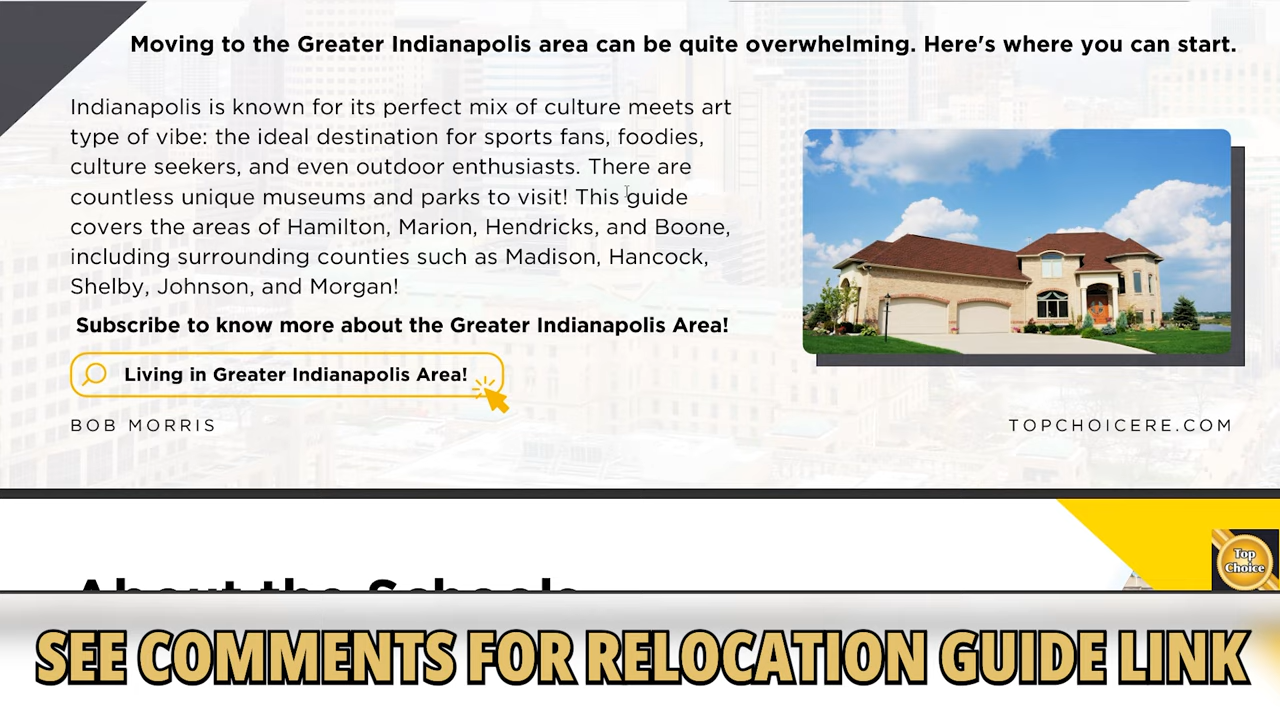 Moving to the Greater Indianapolis area can be quite overwhelming. Here's where you can start.
Indianapolis is known for its perfect mix of culture meets art
type of vibe: the ideal destination for sports fans, foodies,
culture seekers, and even outdoor enthusiasts. There are
countless unique museums and parks to visit! This guide
covers the areas of Hamilton, Marion, Hendricks, and Boone,
including surrounding counties such as Madison, Hancock,
Shelby, Johnson, and Morgan!
Subscribe to know more about the Greater Indianapolis Area!
Living in Greater Indianapolis Area!
BOB MORRIS
TOPCHOICERE.COM
Top
Choice
About the Schools
SEE COMMENTS FOR RELOCATION GUIDE LINK